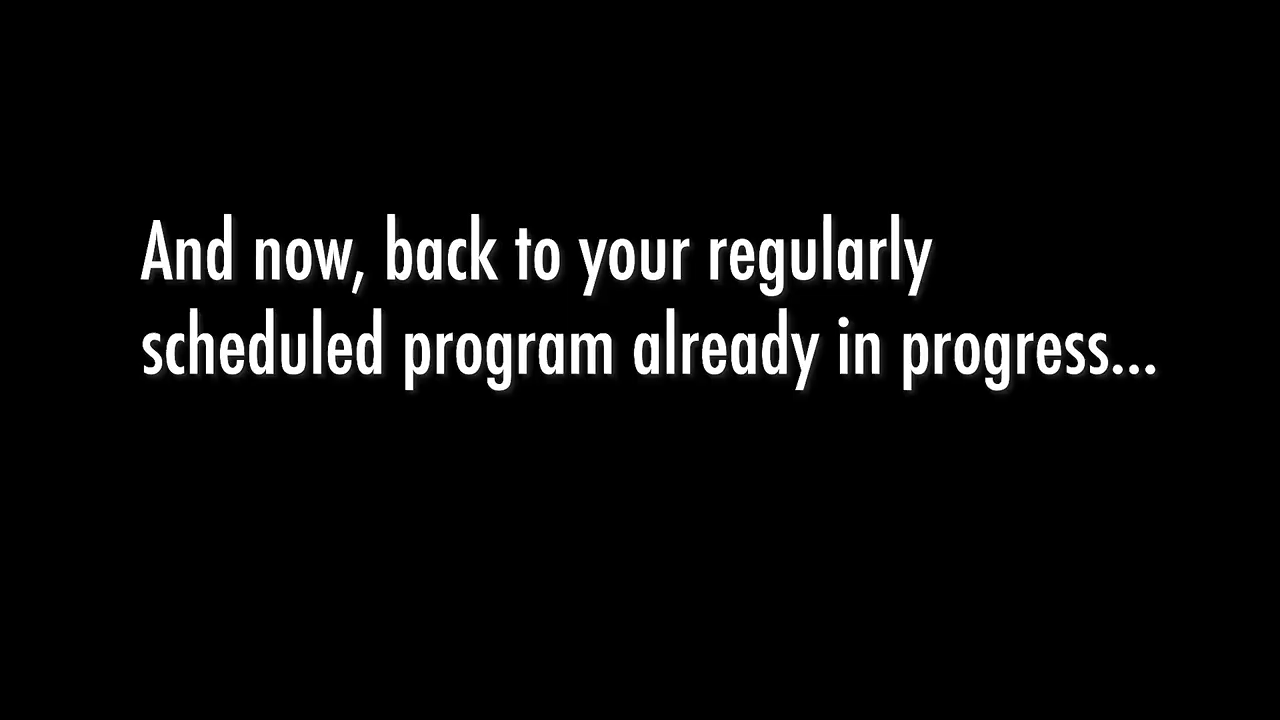 And now, back to your regularly
scheduled program already in progress...